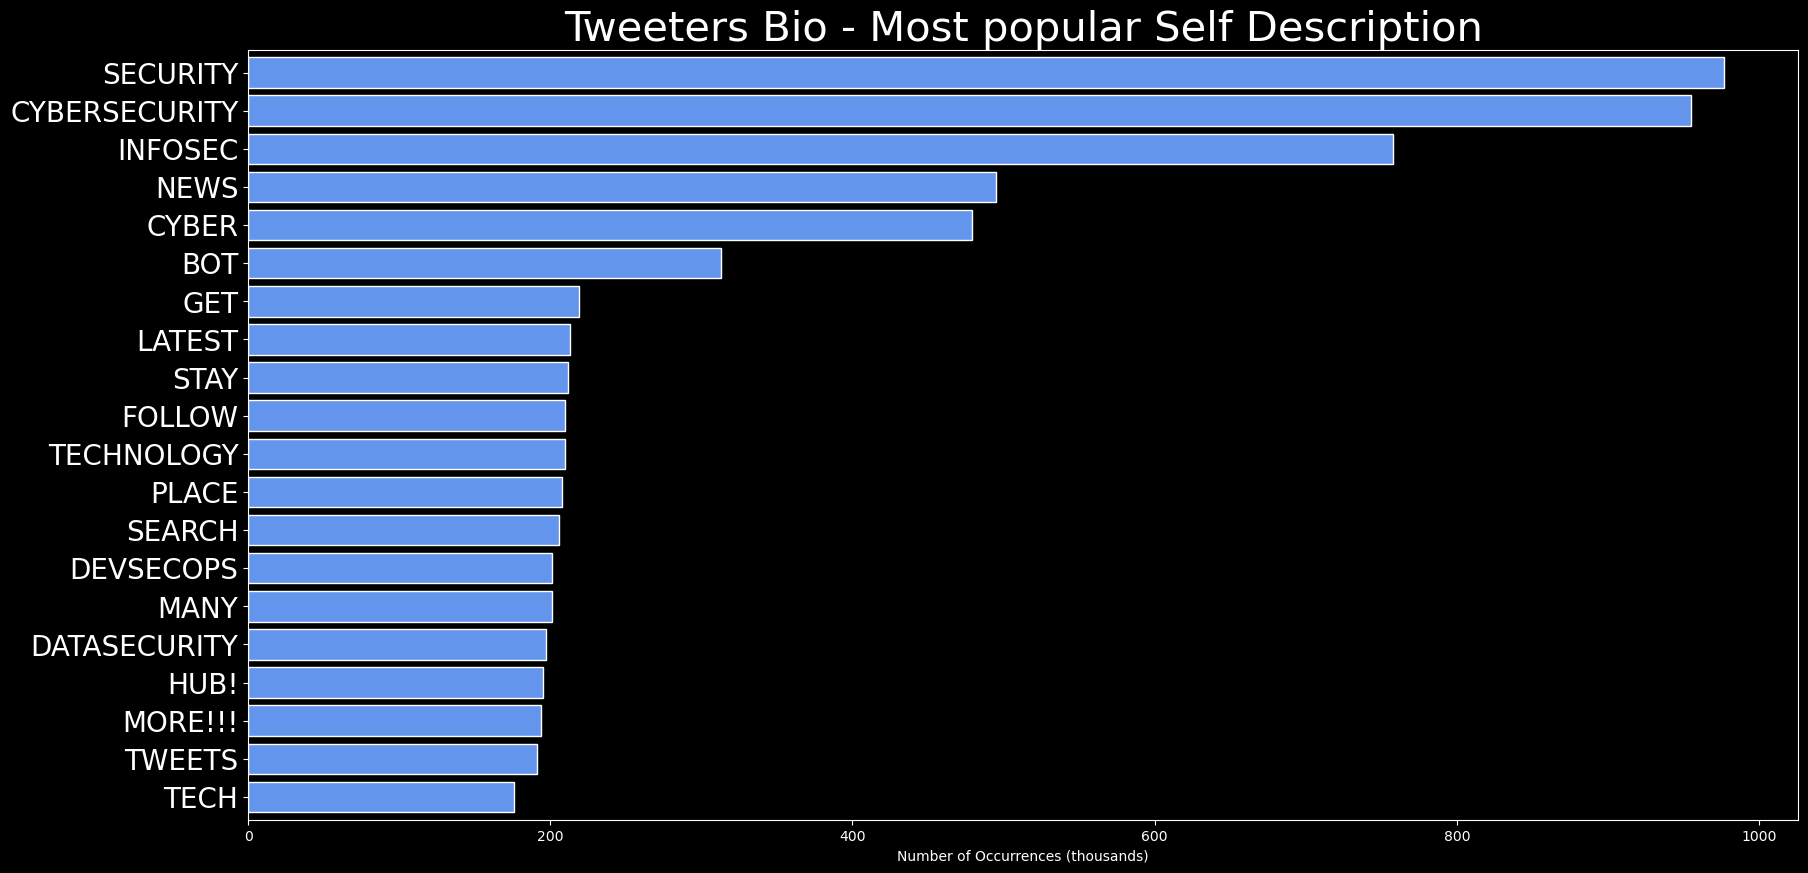 Tweeters Bio - Most popular Self Description
SECURITY
CYBERSECURITY
INFOSEC
NEWS
CYBER
BOT
GET
LATEST
STAY
FOLLOW
TECHNOLOGY
PLACE
SEARCH
DEVSECOPS
MANY
DATASECURITY
HUB!
MORE!!!
TWEETS
TECH
0 200 400 600 800 1000
Number of Occurrences (thousands)